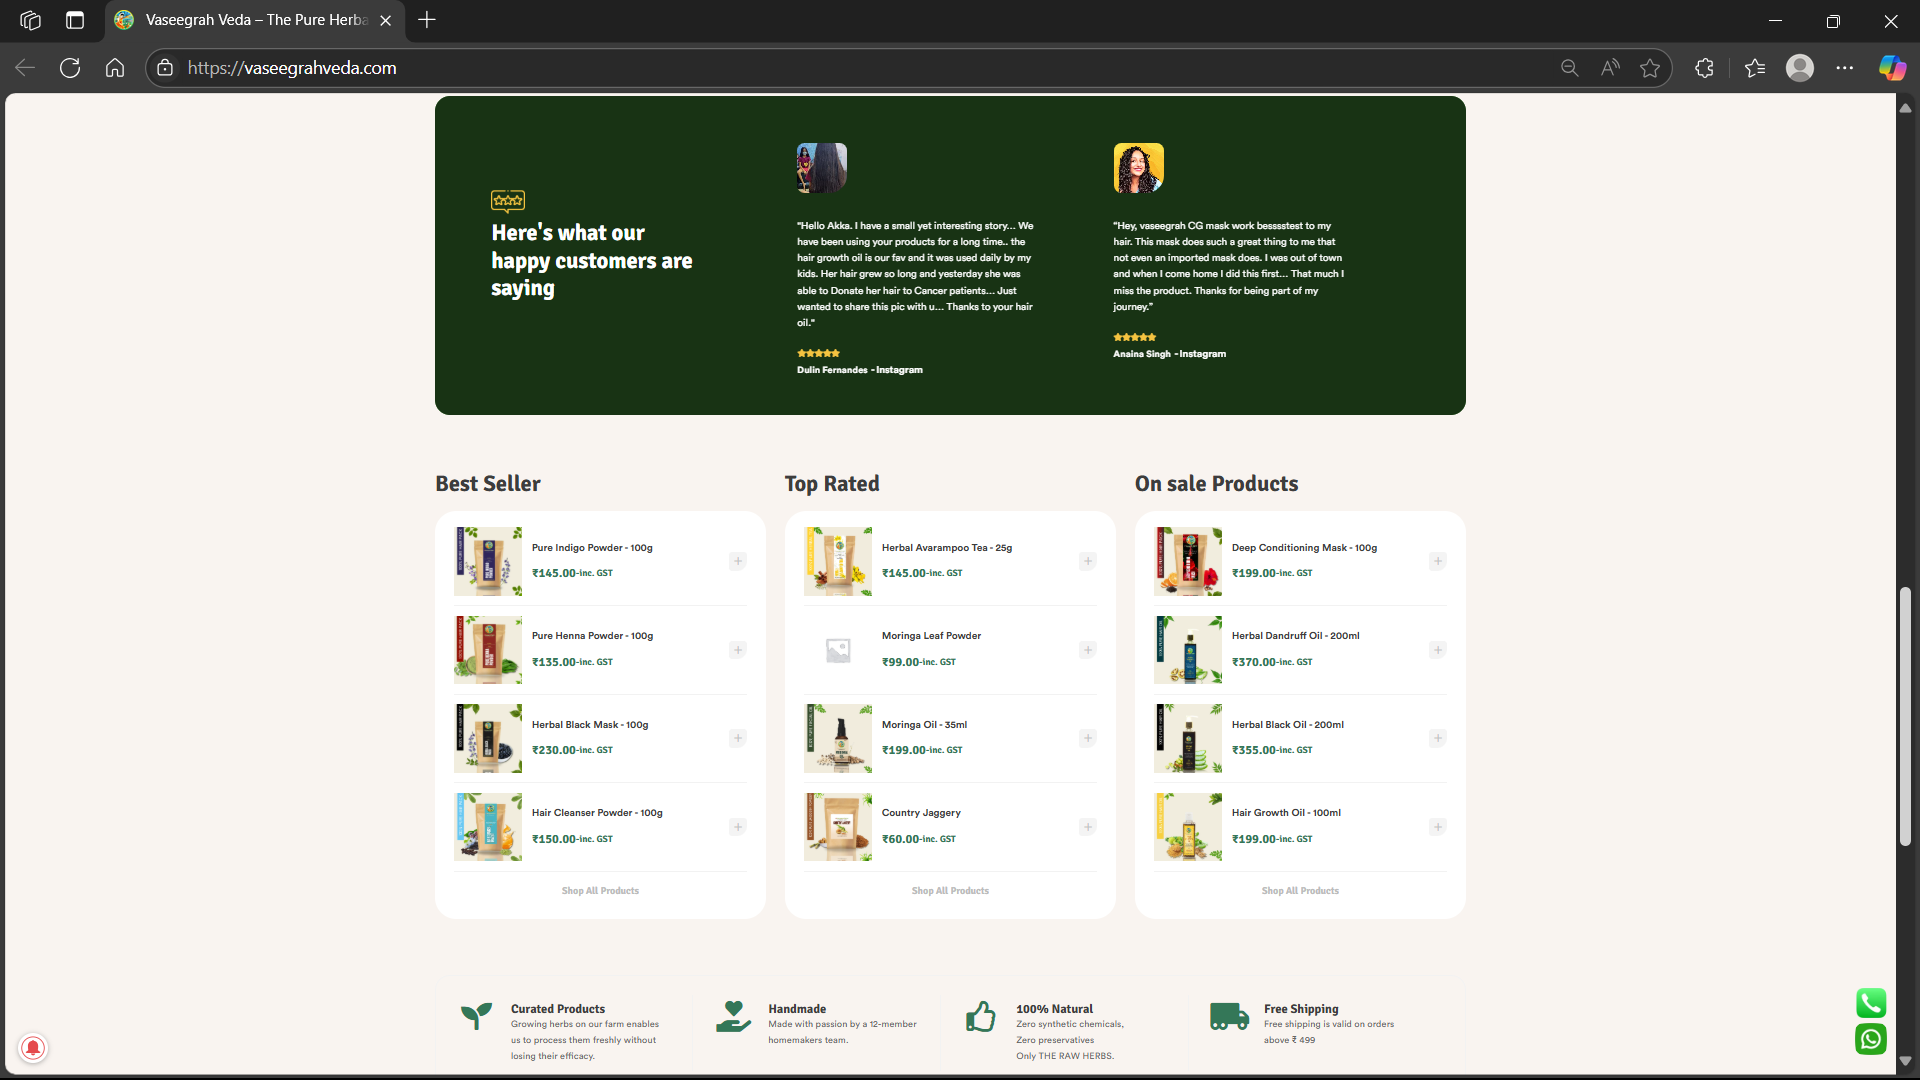 Vaseegrah Veda – The Pure Herba
https://vaseegrahveda.com
Here's what our
happy customers are
saying
"Hello Akka. I have a small yet interesting story... We
have been using your products for a long time.. the
hair growth oil is our fav and it was used daily by my
kids. Her hair grew so long and yesterday she was
able to Donate her hair to Cancer patients... Just
wanted to share this pic with u... Thanks to your hair
oil."
Dulin Fernandes - Instagram
"Hey, vaseegrah CG mask work besssstest to my
hair. This mask does such a great thing to me that
not even an imported mask does. I was out of town
and when I come home I did this first... That much I
miss the product. Thanks for being part of my
journey."
Anaina Singh - Instagram
Best Seller
Pure Indigo Powder - 100g
₹145.00-inc. GST
Pure Henna Powder - 100g
₹135.00-inc. GST
Herbal Black Mask - 100g
₹230.00-inc. GST
Hair Cleanser Powder - 100g
₹150.00-inc. GST
Shop All Products
Top Rated
Herbal Avarampoo Tea - 25g
₹145.00-inc. GST
Moringa Leaf Powder
₹99.00-inc. GST
Moringa Oil - 35ml
₹199.00-inc. GST
Country Jaggery
₹60.00-inc. GST
Shop All Products
On sale Products
Deep Conditioning Mask - 100g
₹199.00-inc. GST
Herbal Dandruff Oil - 200ml
₹370.00-inc. GST
Herbal Black Oil - 200ml
₹355.00-inc. GST
Hair Growth Oil - 100ml
₹199.00-inc. GST
Shop All Products
Curated Products
Growing herbs on our farm enables
us to process them freshly without
losing their efficacy.
Handmade
Made with passion by a 12-member
homemakers team.
100% Natural
Zero synthetic chemicals,
Zero preservatives
Only THE RAW HERBS.
Free Shipping
Free shipping is valid on orders
above ₹ 499